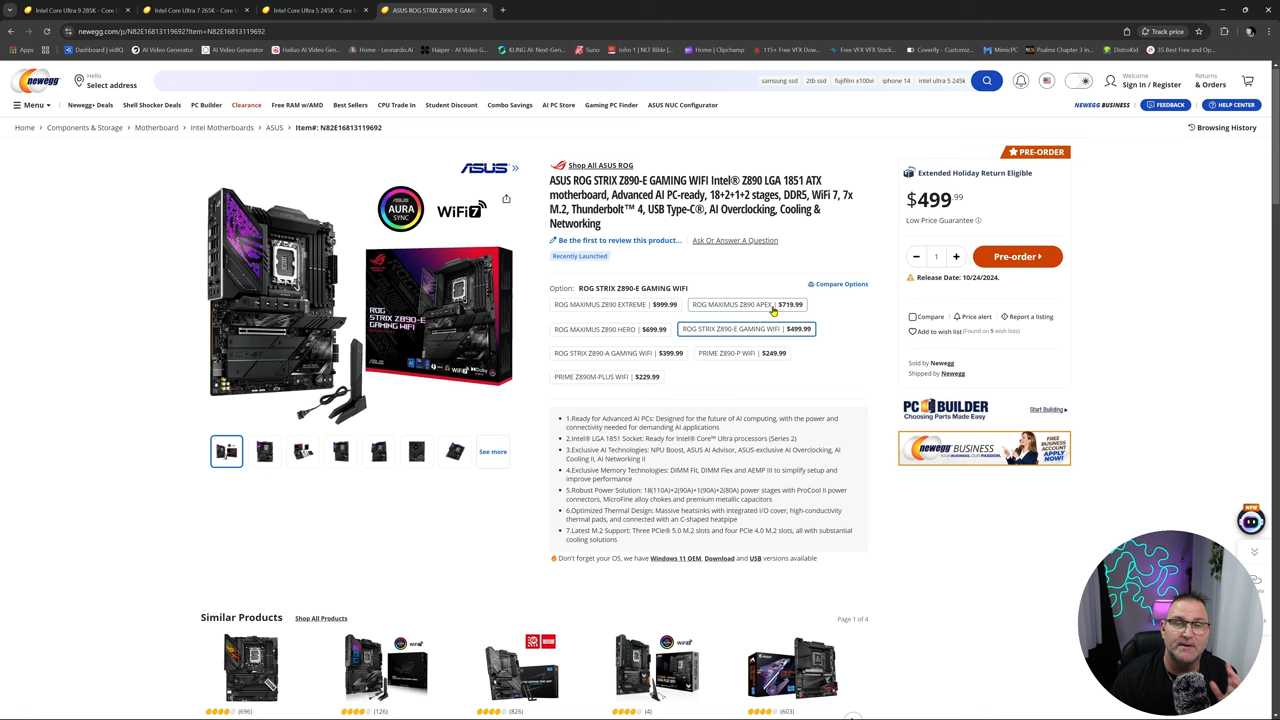 Intel Core Ultra 9 285K - Core
Intel Core Ultra 7 265K - Core
Intel Core Ultra 5 245K - Core
ASUS ROG STRIX Z890-E GAMING
newegg.com/p/N82E16813119692?Item=N82E16813119692
Track price
Apps
Dashboard | vidIQ
AI Video Generator
Hailuo AI Video Gen...
Home - Leonardo.Ai
Haiper - AI Video G...
KLING AI: Next-Gen...
Suno
John 1 | NLT Bible |...
Home | Clipchamp
115+ Free VFX Dow...
Free VFX VFX Stock...
Coverify - Customiz...
MimicPC
Psalms Chapter 3 in...
DistroKid
35 Best Free and Op...
newegg
Hello
Select address
samsung ssd
2tb ssd
fujifilm x100vi
iphone 14
intel ultra 5 245k
Welcome
Sign In / Register
Returns
& Orders
Menu
Newegg+ Deals
Shell Shocker Deals
PC Builder
Clearance
Free RAM w/AMD
Best Sellers
CPU Trade In
Student Discount
Combo Savings
AI PC Store
Gaming PC Finder
ASUS NUC Configurator
NEWEGG BUSINESS
FEEDBACK
HELP CENTER
Home > Components & Storage > Motherboard > Intel Motherboards > ASUS > Item#: N82E16813119692
Browsing History
ASUS
AURA
SYNC
WiFi 7
ROG
STRIX Z890-E
GAMING WIFI
See more
Shop All ASUS ROG
ASUS ROG STRIX Z890-E GAMING WIFI Intel® Z890 LGA 1851 ATX
motherboard, Advanced AI PC-ready, 18+2+1+2 stages, DDR5, WiFi 7, 7x
M.2, Thunderbolt™ 4, USB Type-C®, AI Overclocking, Cooling &
Networking
Be the first to review this product...
Ask Or Answer A Question
Recently Launched
Option: ROG STRIX Z890-E GAMING WIFI
Compare Options
ROG MAXIMUS Z890 EXTREME | $999.99
ROG MAXIMUS Z890 APEX | $719.99
ROG MAXIMUS Z890 HERO | $699.99
ROG STRIX Z890-E GAMING WIFI | $499.99
ROG STRIX Z890-A GAMING WIFI | $399.99
PRIME Z890-P WIFI | $249.99
PRIME Z890M-PLUS WIFI | $229.99
• 1.Ready for Advanced AI PCs: Designed for the future of AI computing, with the power and
connectivity needed for demanding AI applications
• 2.Intel® LGA 1851 Socket: Ready for Intel® Core™ Ultra processors (Series 2)
• 3.Exclusive AI Technologies: NPU Boost, ASUS AI Advisor, ASUS-exclusive AI Overclocking, AI
Cooling II, AI Networking II
• 4.Exclusive Memory Technologies: DIMM Fit, DIMM Flex and AEMP III to simplify setup and
improve performance
• 5.Robust Power Solution: 18(110A)+2(90A)+1(90A)+2(80A) power stages with ProCool II power
connectors, MicroFine alloy chokes and premium metallic capacitors
• 6.Optimized Thermal Design: Massive heatsinks with integrated I/O cover, high-conductivity
thermal pads, and connected with an C-shaped heatpipe
• 7.Latest M.2 Support: Three PCIe® 5.0 M.2 slots and four PCIe 4.0 M.2 slots, all with substantial
cooling solutions
Don't forget your OS, we have Windows 11 OEM, Download and USB versions available
PRE-ORDER
Extended Holiday Return Eligible
$499.99
Low Price Guarantee
1
Pre-order
Release Date: 10/24/2024.
Compare
Price alert
Report a listing
Add to wish list (Found on 5 wish lists)
Sold by Newegg
Shipped by Newegg
PC BUILDER
Choosing Parts Made Easy
Start Building
newegg BUSINESS
YOUR BUSINESS, OUR PASSION.
FREE
BUSINESS
ACCOUNT
APPLY
NOW!
NEW
Similar Products
Shop All Products
Page 1 of 4
(696)
(126)
(826)
(4)
(603)